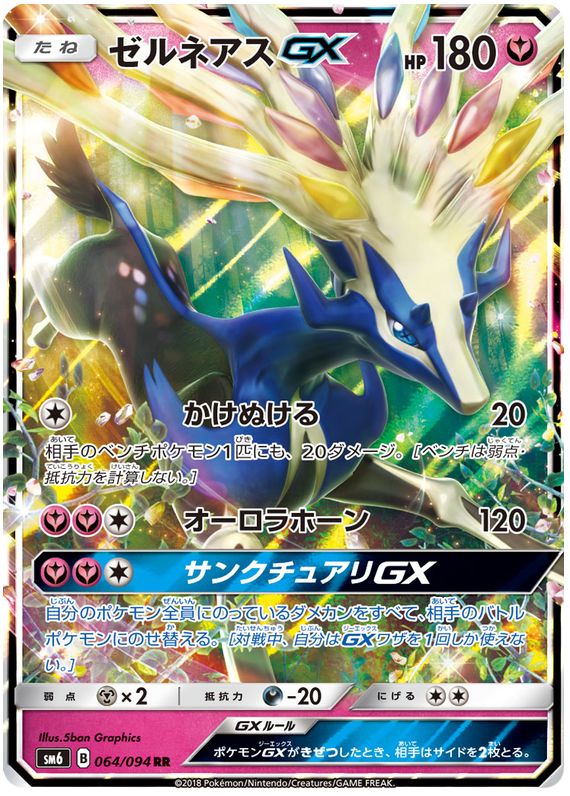 たね ゼルネアスGX HP 180
かけぬける 20
相手のベンチポケモン1匹にも、20ダメージ。[ベンチは弱点・
抵抗力を計算しない。]
オーロラホーン 120
サンクチュアリGX
自分のポケモン全員にのっているダメカンをすべて、相手のバトル
ポケモンにのせ替える。[対戦中、自分はGXワザを1回しか使えな
い。]
弱点 ×2 抵抗力 -20 にげる
Illus.5ban Graphics
GXルール
SM6 B 064/094 RR
ポケモンGXがきぜつしたとき、相手はサイドを2枚とる。
©2018 Pokémon/Nintendo/Creatures/GAME FREAK.